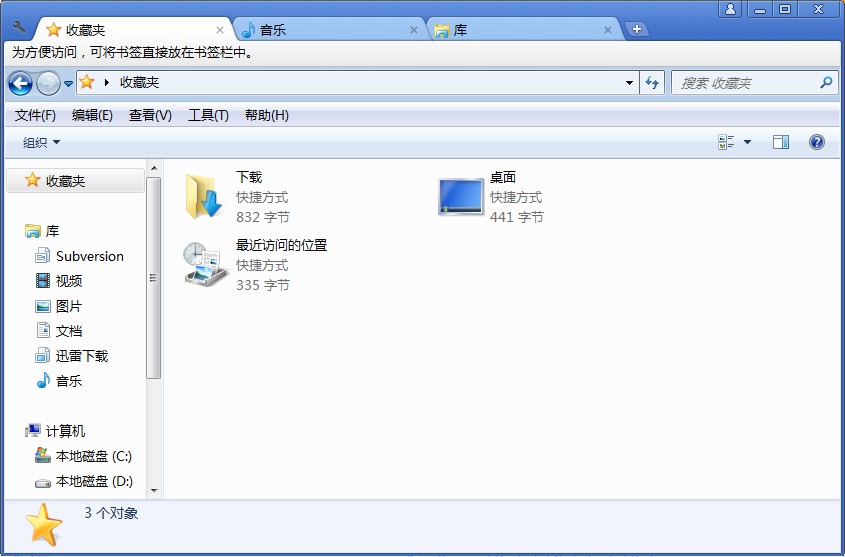 收藏夹
音乐
库
为方便访问，可将书签直接放在书签栏中。
收藏夹
搜索 收藏夹
文件(F) 编辑(E) 查看(V) 工具(T) 帮助(H)
组织
收藏夹
库
Subversion
视频
图片
文档
迅雷下载
音乐
计算机
本地磁盘 (C:)
本地磁盘 (D:)
下载
快捷方式
832 字节
桌面
快捷方式
441 字节
最近访问的位置
快捷方式
335 字节
3 个对象